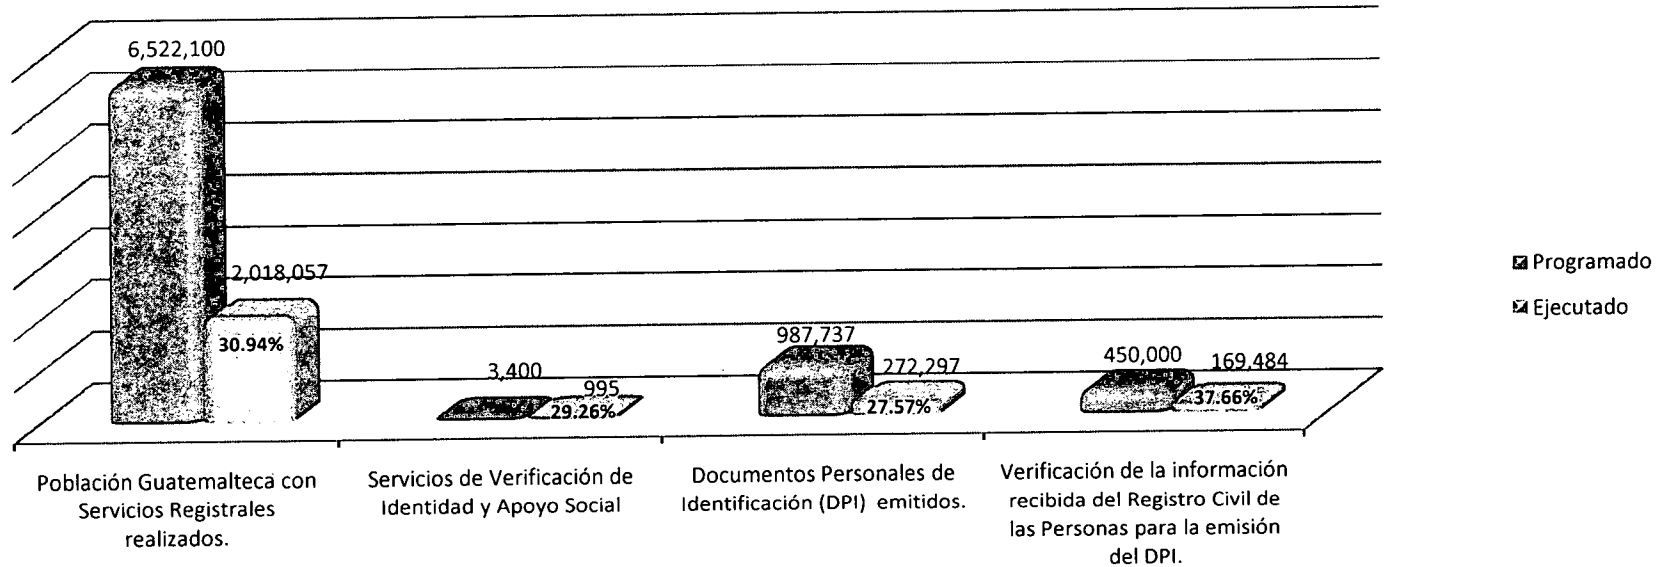 6,522,100
2,018,057
30.94%
3,400
995
29.26%
987,737
272,297
27.57%
450,000
169,484
37.66%
Programado
Ejecutado
Población Guatemalteca con
Servicios Registrales
realizados.
Servicios de Verificación de
Identidad y Apoyo Social
Documentos Personales de
Identificación (DPI) emitidos.
Verificación de la información
recibida del Registro Civil de
las Personas para la emisión
del DPI.